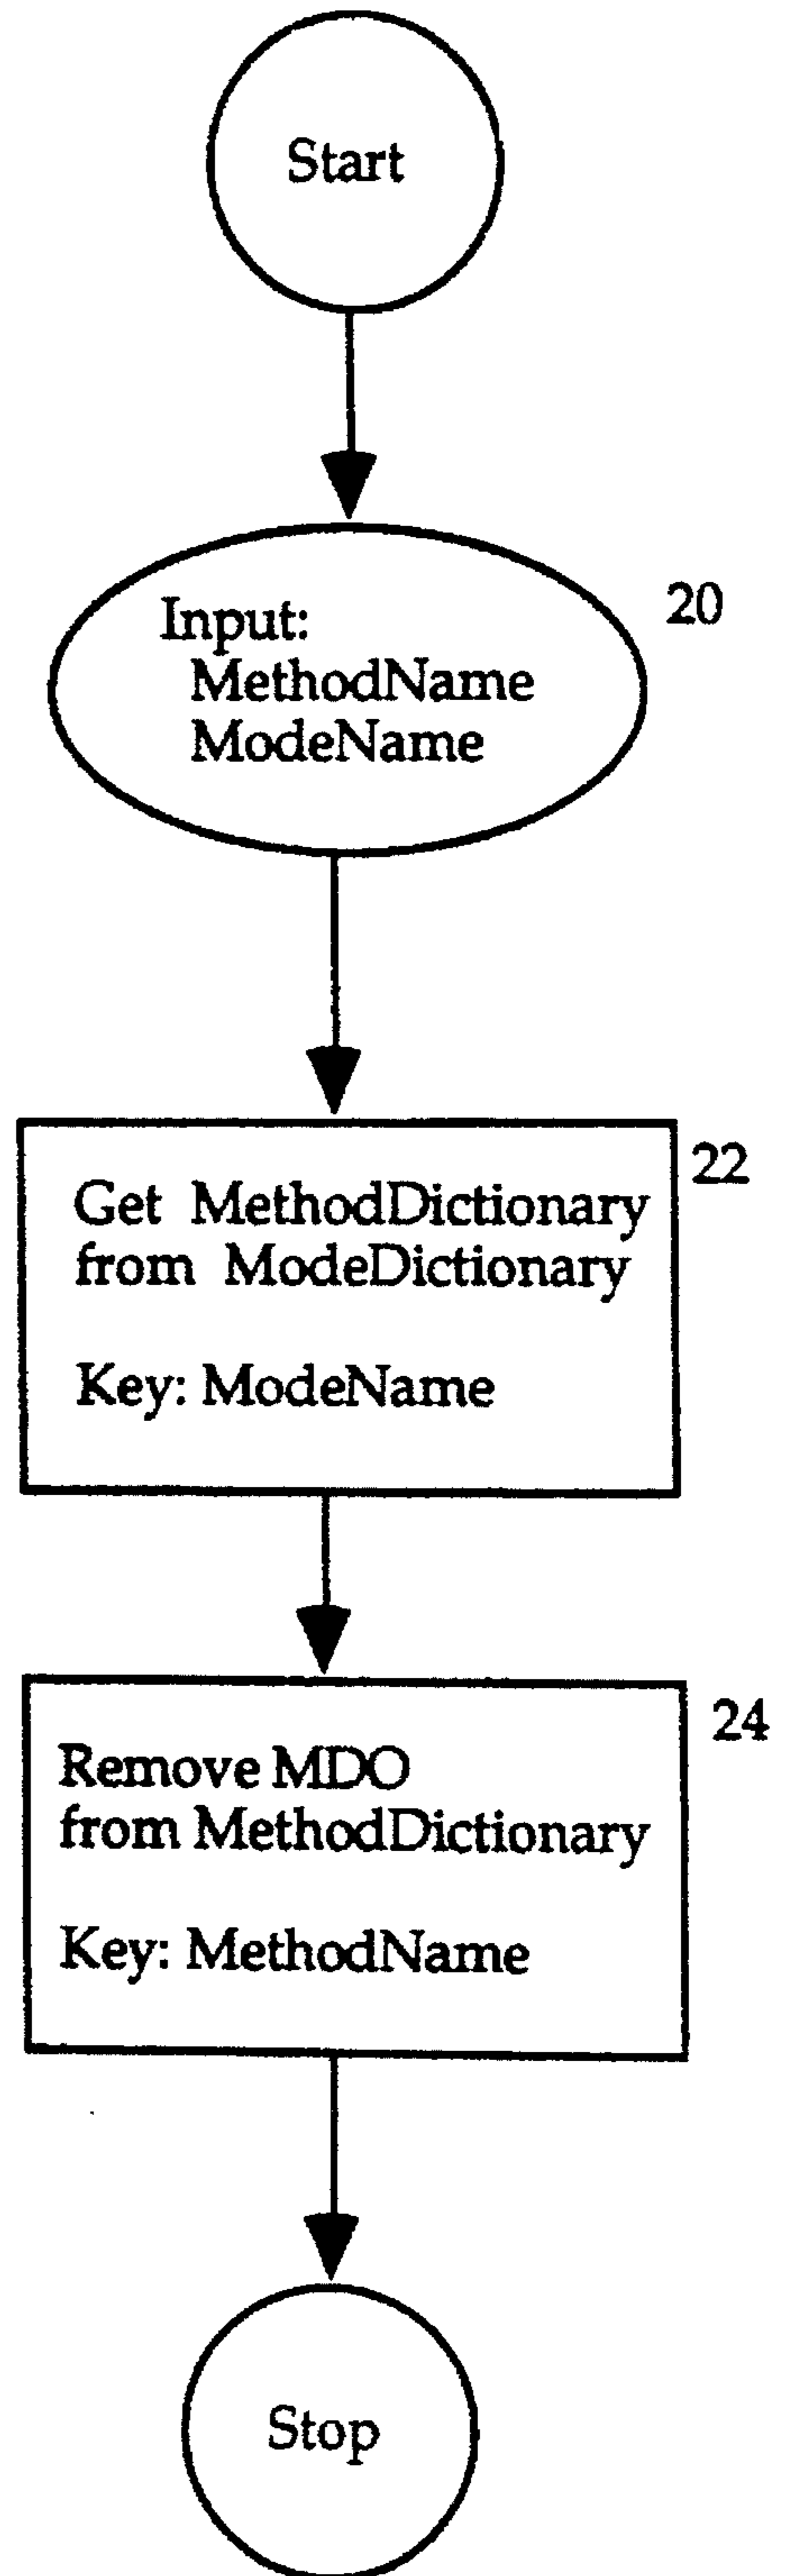 Start
Input:
MethodName
ModeName
20
Get MethodDictionary
from ModeDictionary
Key: ModeName
22
Remove MDO
from MethodDictionary
Key: MethodName
24
Stop